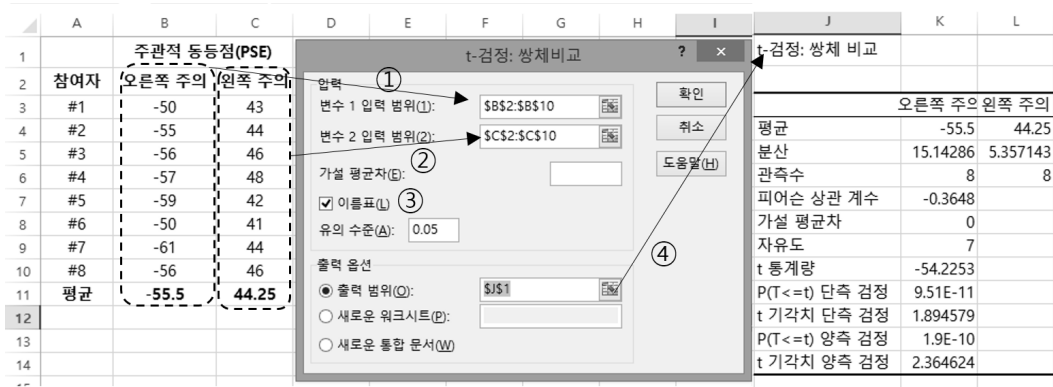 A B C D E F G H I J K L
1 주관적 동등점(PSE)
2 참여자 오른쪽 주의 왼쪽 주의
3 #1 -50 43
4 #2 -55 44
5 #3 -56 46
6 #4 -57 48
7 #5 -59 42
8 #6 -50 41
9 #7 -61 44
10 #8 -56 46
11 평균 -55.5 44.25
12
13
14
t-검정: 쌍체비교 ? ×
입력
① 변수 1 입력 범위(1): $B$2:$B$10
변수 2 입력 범위(2): $C$2:$C$10
②
가설 평균차(E):
이름표(L) ③
유의 수준(A): 0.05
출력 옵션
출력 범위(O): $J$1
새로운 워크시트(P):
새로운 통합 문서(W)
확인
취소
도움말(H)
④
t-검정: 쌍체 비교
오른쪽 주으 왼쪽 주의
평균 -55.5 44.25
분산 15.14286 5.357143
관측수 8 8
피어슨 상관 계수 -0.3648
가설 평균차 0
자유도 7
t 통계량 -54.2253
P(T<=t) 단측 검정 9.51E-11
t 기각치 단측 검정 1.894579
P(T<=t) 양측 검정 1.9E-10
t 기각치 양측 검정 2.364624